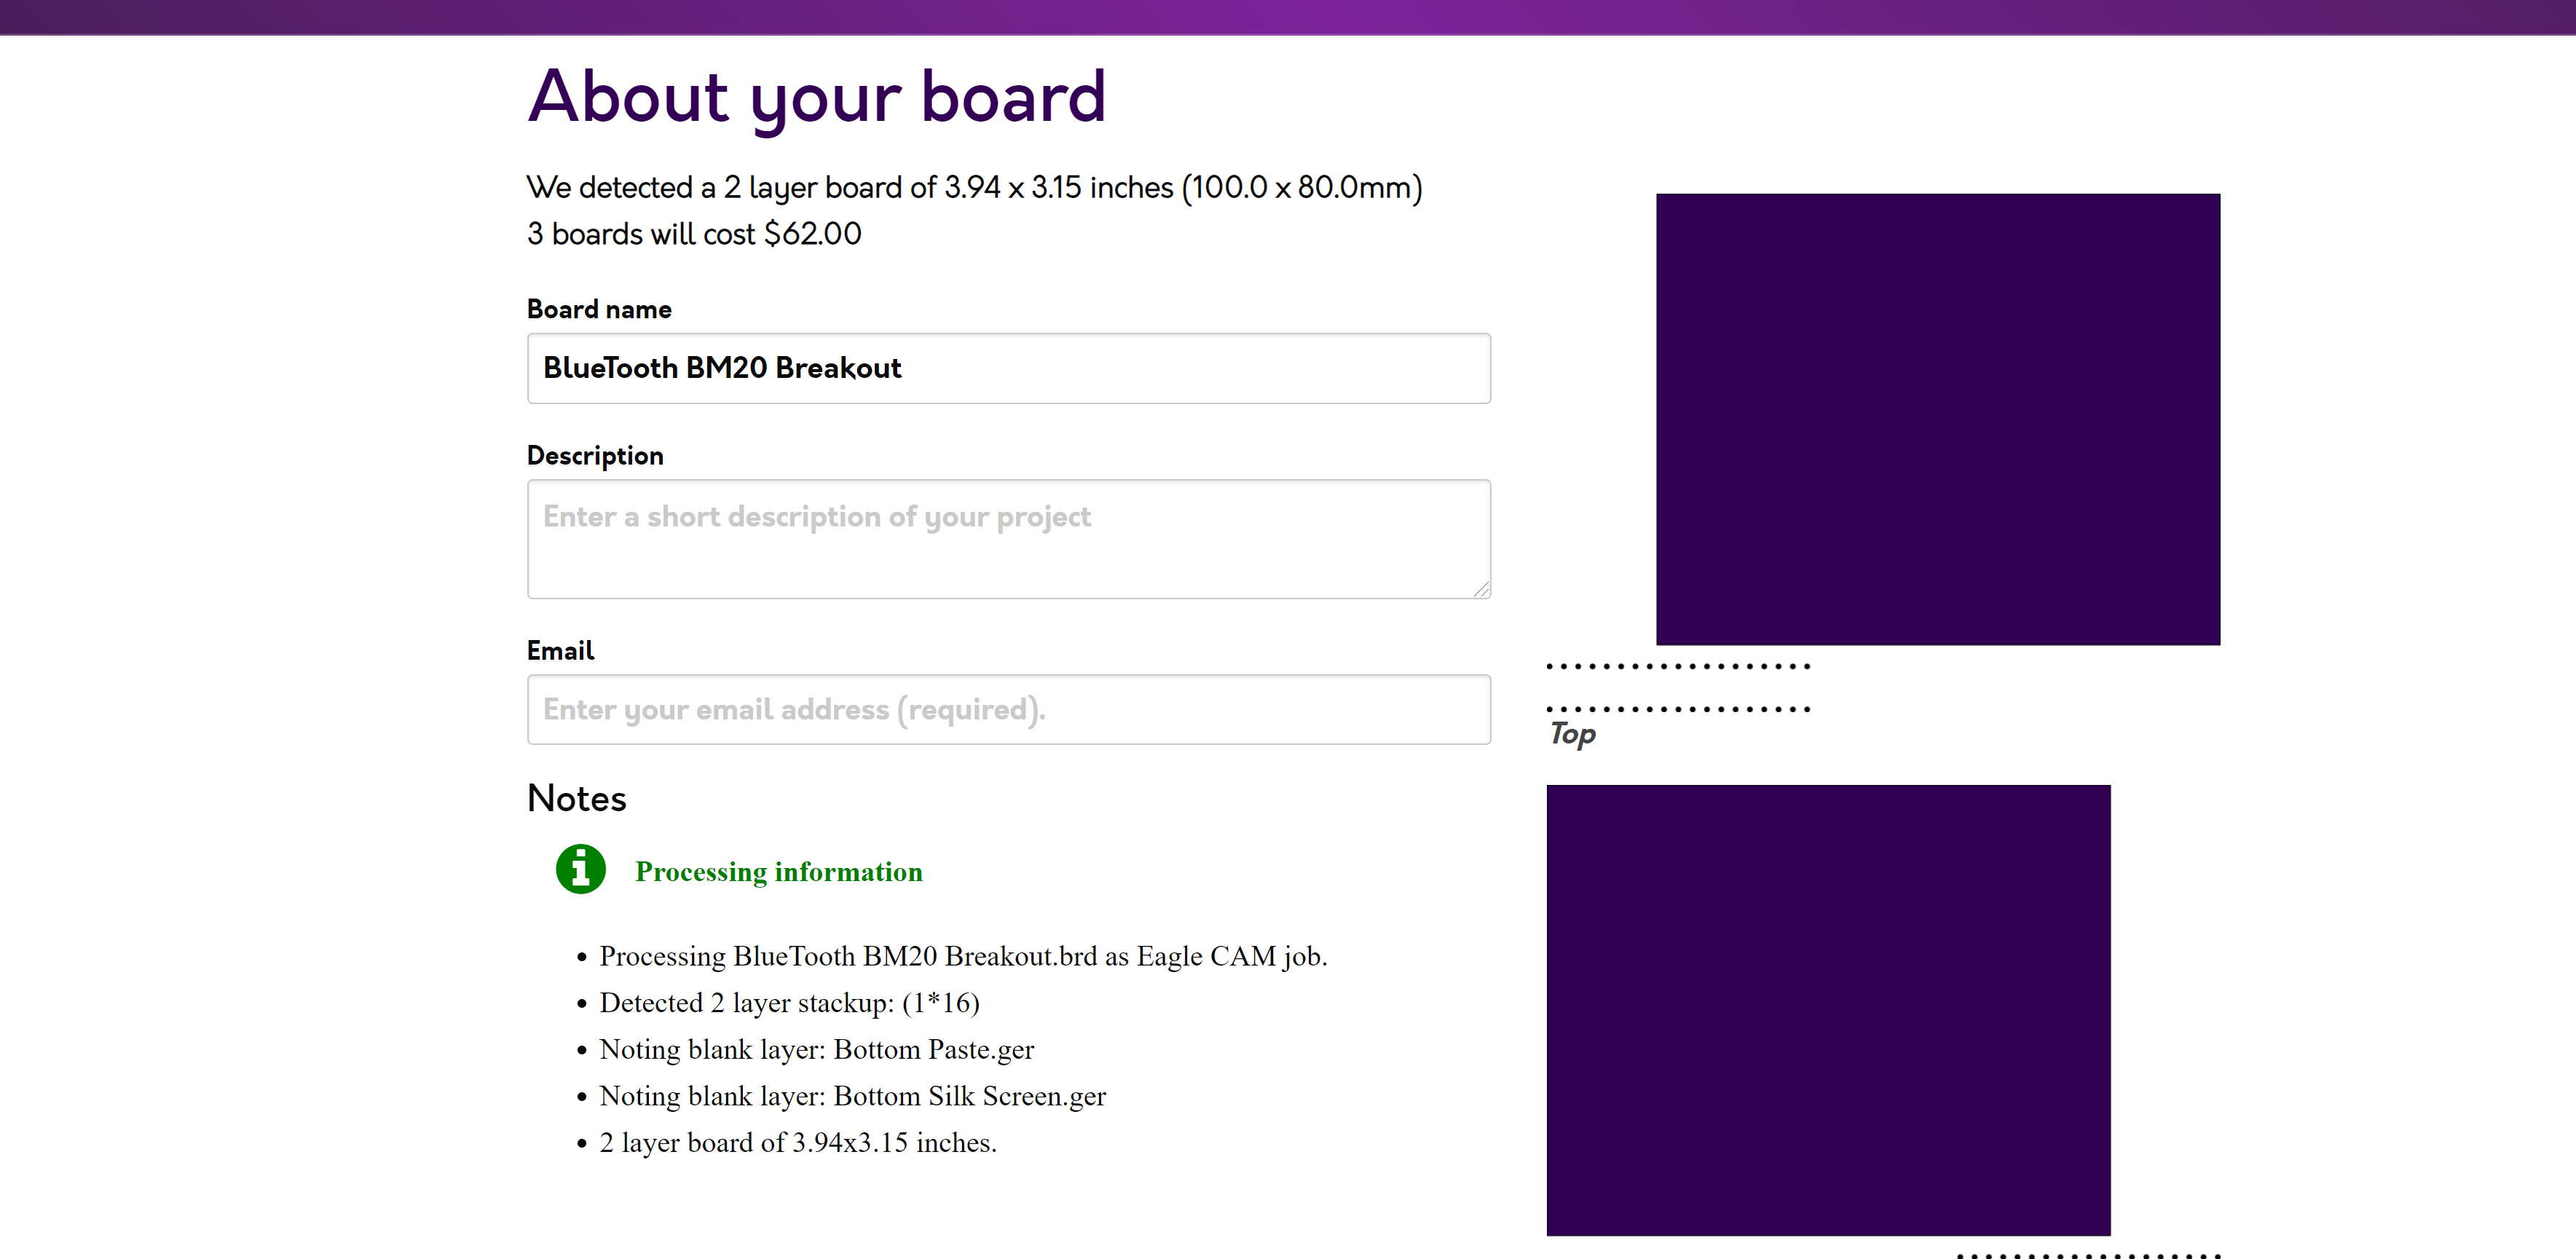 About your board
We detected a 2 layer board of 3.94 x 3.15 inches (100.0 x 80.0mm)
3 boards will cost $62.00
Board name
BlueTooth BM20 Breakout
Description
Enter a short description of your project
Email
Enter your email address (required).
Top
Notes
Processing information
Processing BlueTooth BM20 Breakout.brd as Eagle CAM job.
Detected 2 layer stackup: (1*16)
Noting blank layer: Bottom Paste.ger
Noting blank layer: Bottom Silk Screen.ger
2 layer board of 3.94x3.15 inches.